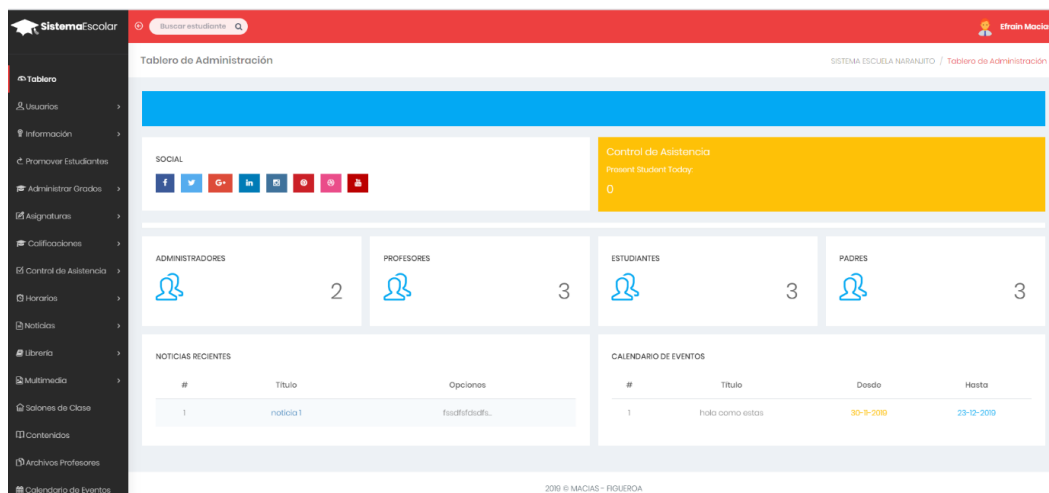 SistemaEscolar
Buscar estudiante
Efrain Macias
Tablero de Administración
SISTEMA ESCUELA NARANJITO / Tablero de Administración
Tablero
Usuarios
Información
Promover Estudiantes
Administrar Grados
Asignaturas
Calificaciones
Control de Asistencia
Horarios
Noticias
Librería
Multimedia
Salones de Clase
Contenidos
Archivos Profesores
Calendario de Eventos
SOCIAL
Control de Asistencia
Present Student Today:
0
ADMINISTRADORES
2
PROFESORES
3
ESTUDIANTES
3
PADRES
3
NOTICIAS RECIENTES
# Título Opciones
1 noticia 1 fssdfsfdsdfs..
CALENDARIO DE EVENTOS
# Título Desde Hasta
1 hola como estas 30-11-2019 23-12-2019
2019 © MACIAS - FIGUEROA